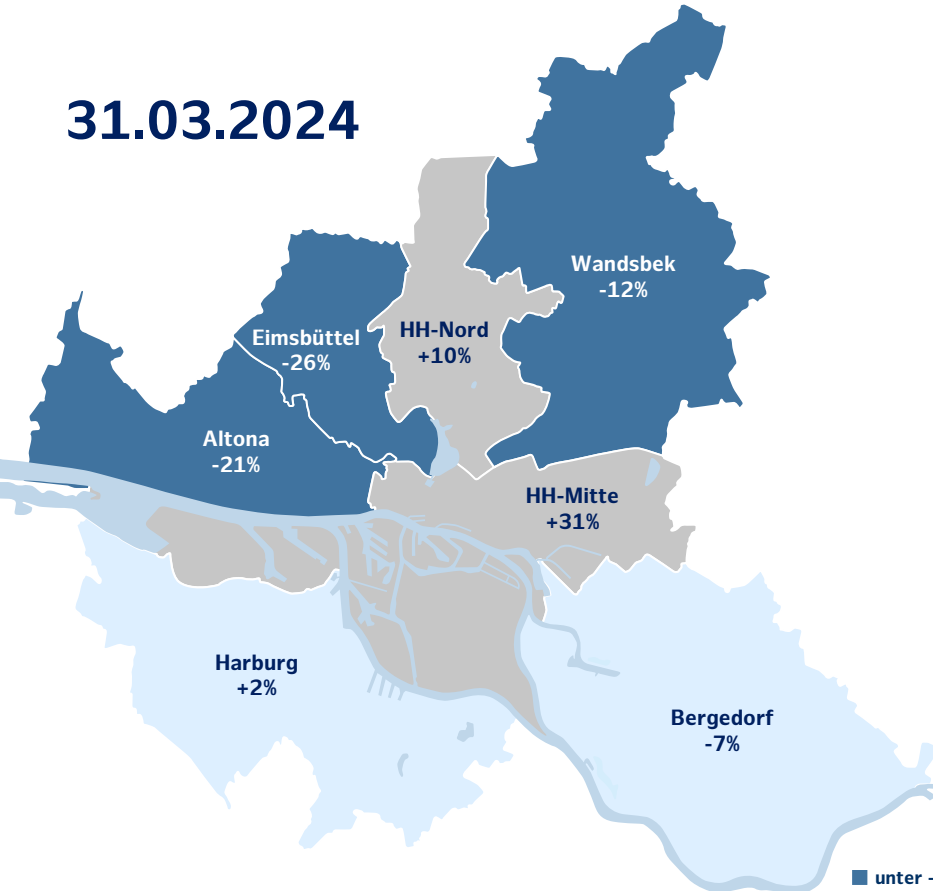 31.03.2024
Wandsbek
-12%
Eimsbüttel
-26%
HH-Nord
+10%
Altona
-21%
HH-Mitte
+31%
Harburg
+2%
Bergedorf
-7%
unter -